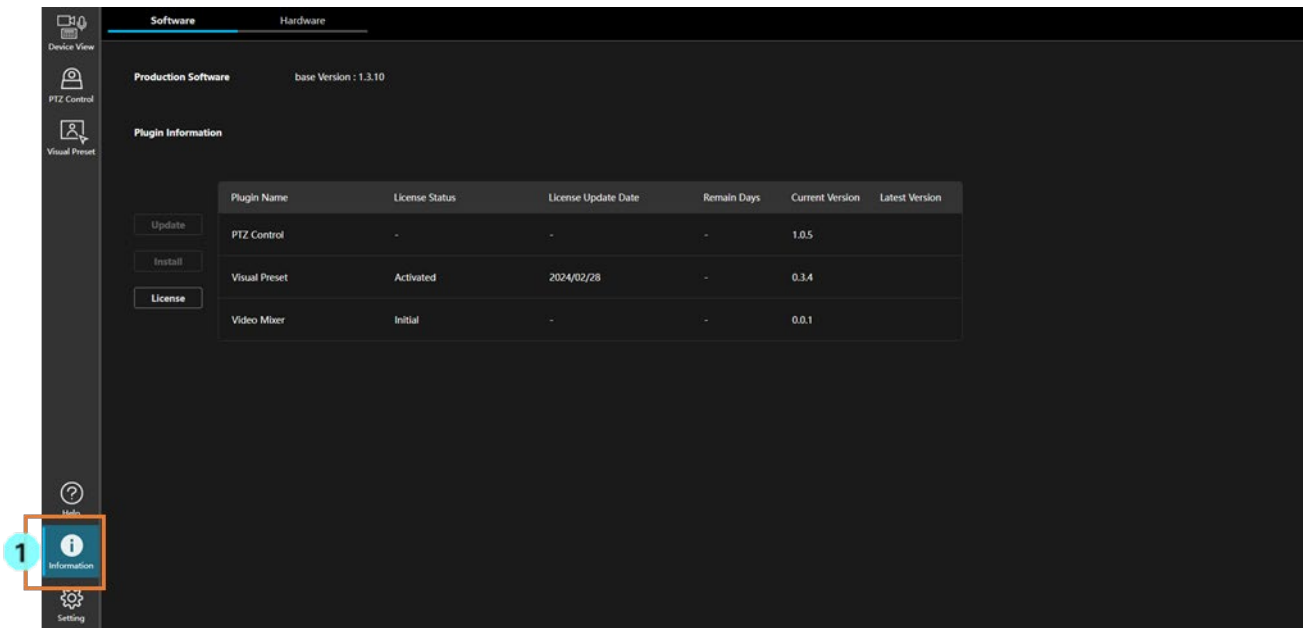 Software Hardware
Device View
Production Software base Version : 1.3.10
PTZ Control
Plugin Information
Visual Preset
Plugin Name License Status License Update Date Remain Days Current Version Latest Version
Update
PTZ Control - - - 1.0.5
Install
Visual Preset Activated 2024/02/28 - 0.3.4
License
Video Mixer Initial - - 0.0.1
Help
1
Information
Setting